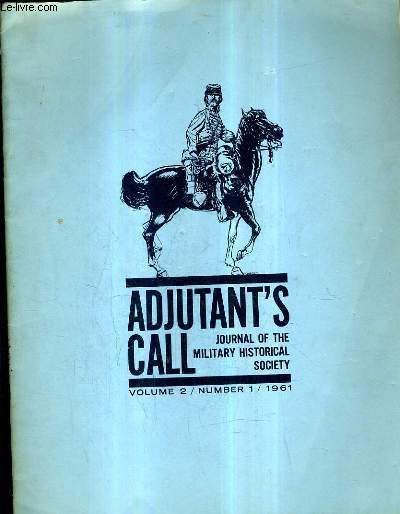 Le-livre.com
ADJUTANT'S
CALL
JOURNAL OF THE
MILITARY HISTORICAL
SOCIETY
VOLUME 2 / NUMBER 1 / 1961